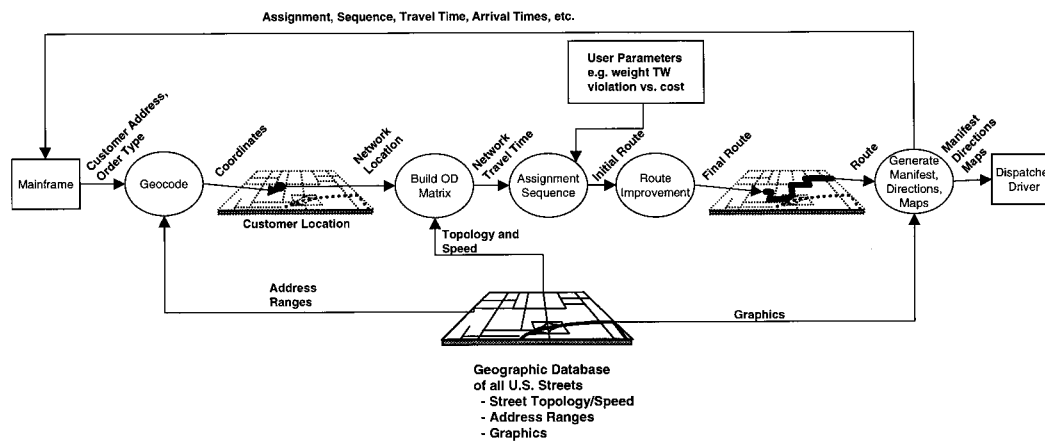 Assignment, Sequence, Travel Time, Arrival Times, etc.
User Parameters
e.g. weight TW
violation vs. cost
Mainframe
Customer Address,
Order Type
Geocode
Coordinates
Customer Location
Network
Location
Build OD
Matrix
Network
Travel Time
Assignment
Sequence
Initial Route
Route
Improvement
Final Route
Route
Generate
Manifest,
Directions,
Maps
Manifest
Directions
Maps
Dispatcher
Driver
Topology and
Speed
Address
Ranges
Graphics
Geographic Database
of all U.S. Streets
- Street Topology/Speed
- Address Ranges
- Graphics